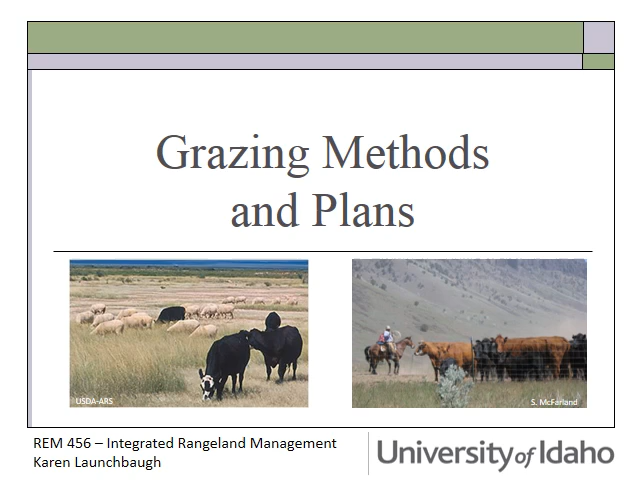 Grazing Methods
and Plans
USDA-ARS
S. McFarland
REM 456 – Integrated Rangeland Management
Karen Launchbaugh
University of Idaho